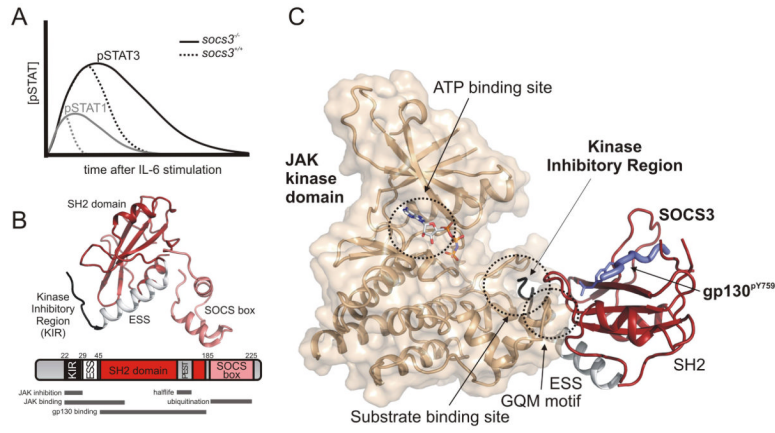 A
pSTAT3
socs3-/-
socs3+/+
[pSTAT]
pSTAT1
time after IL-6 stimulation
B
SH2 domain
Kinase
Inhibitory
Region
(KIR)
ESS
SOCS box
22 29 45 185 225
KIR ESS SH2 domain PEST SOCS
box
JAK inhibition
halflife
JAK binding
ubiquitination
gp130 binding
C
ATP binding site
JAK
kinase
domain
Kinase
Inhibitory Region
SOCS3
gp130pY759
SH2
ESS
GQM motif
Substrate binding site